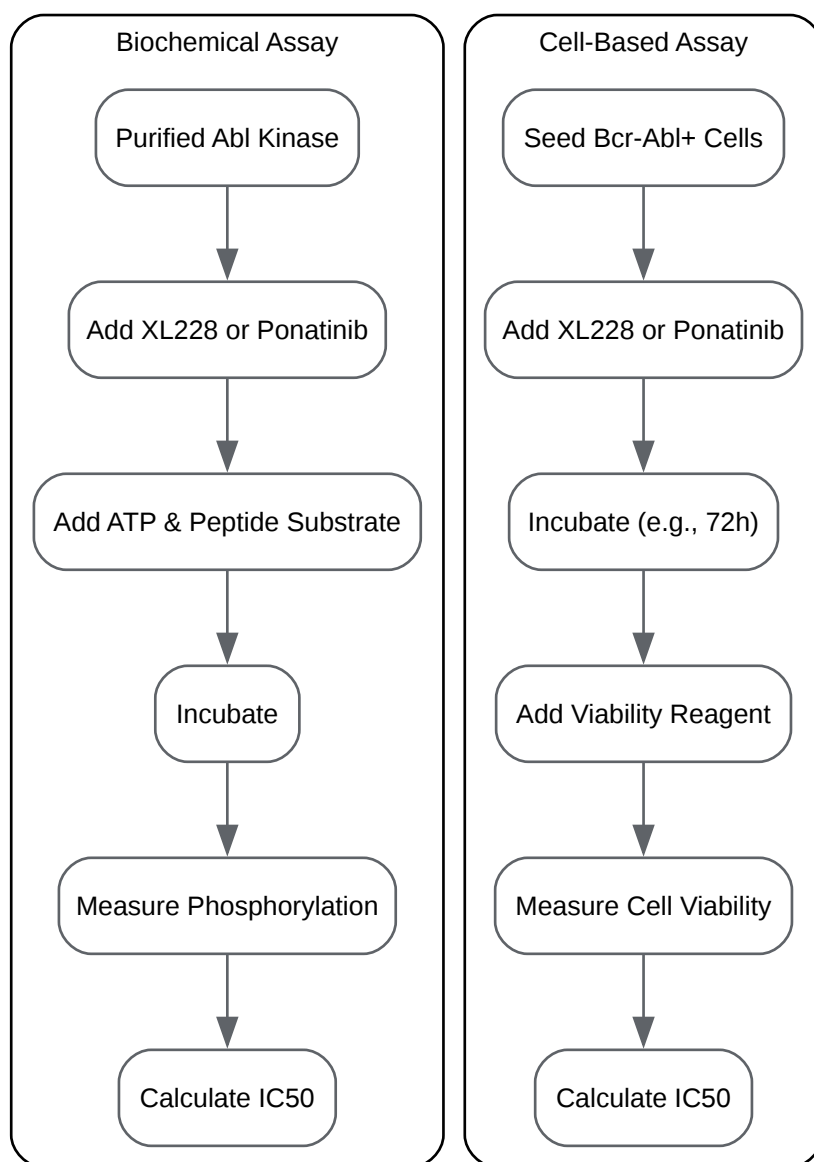 Biochemical Assay
Purified Abl Kinase
Add XL228 or Ponatinib
Add ATP & Peptide Substrate
Incubate
Measure Phosphorylation
Calculate IC50
Cell-Based Assay
Seed Bcr-Abl+ Cells
Add XL228 or Ponatinib
Incubate (e.g., 72h)
Add Viability Reagent
Measure Cell Viability
Calculate IC50